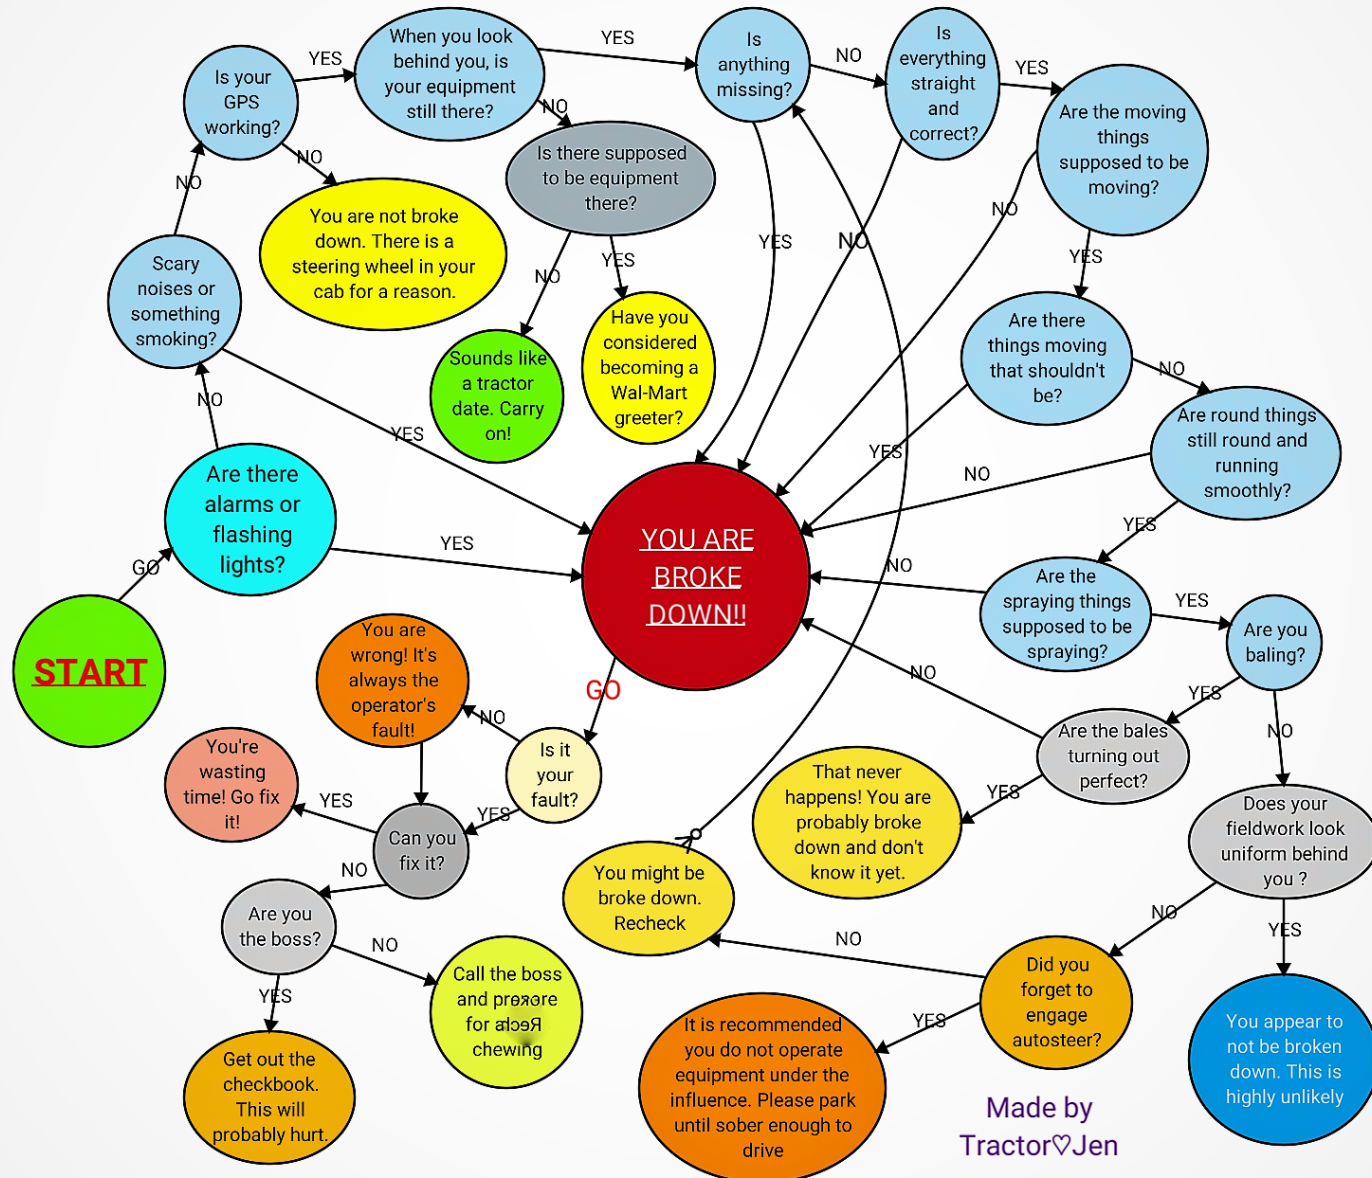 START
GO
Are there
alarms or
flashing
lights?
YES
NO
Scary
noises or
something
smoking?
YES
NO
Is your
GPS
working?
NO
You are not broke
down. There is a
steering wheel in your
cab for a reason.
YES
When you look
behind you, is
your equipment
still there?
NO
Is there supposed
to be equipment
there?
NO
Sounds like
a tractor
date. Carry
on!
YES
Have you
considered
becoming a
Wal-Mart
greeter?
YES
Is
anything
missing?
YES
NO
Is
everything
straight
and
correct?
NO
YES
Are the moving
things
supposed to be
moving?
NO
YES
Are there
things moving
that shouldn't
be?
YES
NO
Are round things
still round and
running
smoothly?
NO
YES
Are the
spraying things
supposed to be
spraying?
NO
YES
Are you
baling?
YES
Are the bales
turning out
perfect?
NO
YES
That never
happens! You are
probably broke
down and don't
know it yet.
NO
Does your
fieldwork look
uniform behind
you ?
YES
You appear to
not be broken
down. This is
highly unlikely
NO
Did you
forget to
engage
autosteer?
YES
It is recommended
you do not operate
equipment under the
influence. Please park
until sober enough to
drive
NO
You might be
broke down.
Recheck
YOU ARE
BROKE
DOWN!!
GO
Is it
your
fault?
NO
You are
wrong! It's
always the
operator's
fault!
YES
Can you
fix it?
YES
You're
wasting
time! Go fix
it!
NO
Are you
the boss?
YES
Get out the
checkbook.
This will
probably hurt.
NO
Call the boss
and
for
chewing
Made by
Tractor♡Jen